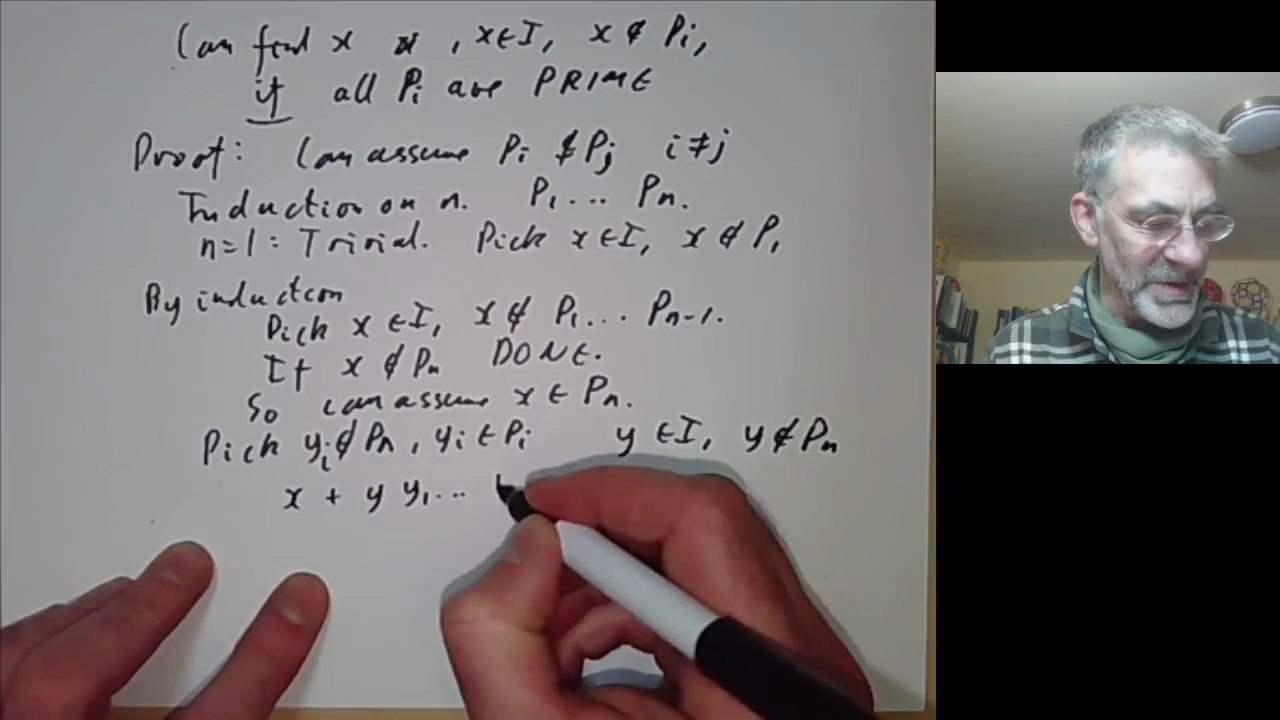 Can find x , x ∈ I, x ∉ Pi,
if all Pi are PRIME
Proof: Can assume Pi ⊄ Pj i ≠ j
Induction on n. P1 .... Pn.
n=1 : Trivial. Pick x ∈ I, x ∉ P1
By induction
Pick x ∈ I, x ∉ P1 ... Pn-1.
If x ∉ Pn DONE.
So can assume x ∈ Pn.
Pick yi ∉ Pn, yi ∈ Pi y ∈ I, y ∉ Pn
x + y y1...